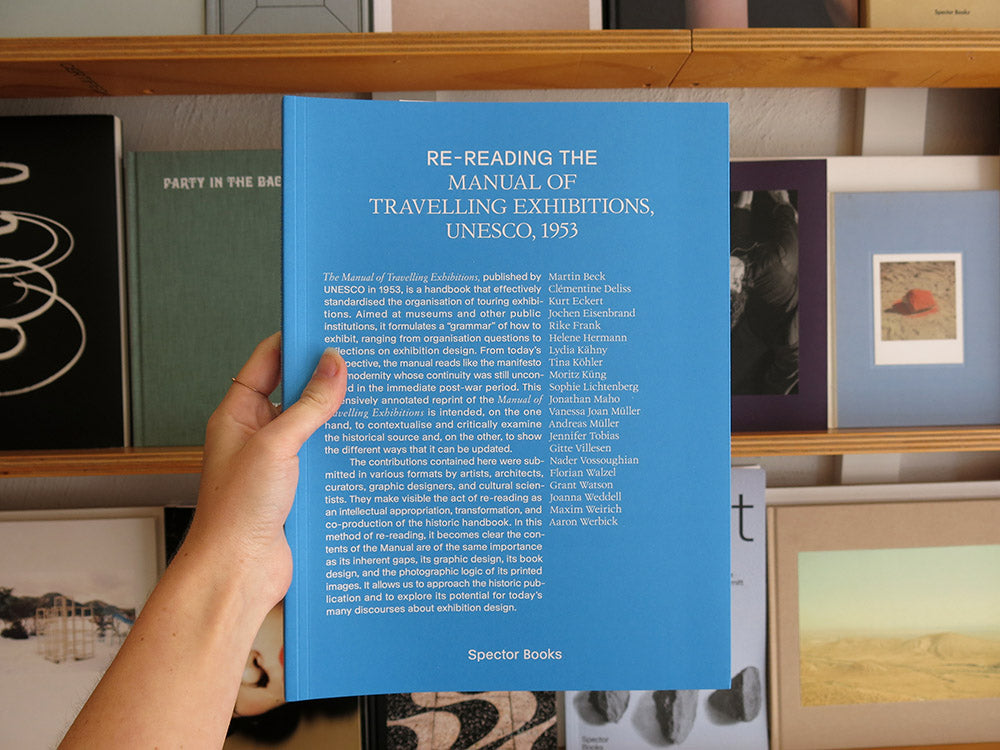 Spector Books
PARTY IN THE
RE-READING THE
MANUAL OF
TRAVELLING EXHIBITIONS,
UNESCO, 1953
The Manual of Travelling Exhibitions, published by
UNESCO in 1953, is a handbook that effectively
standardised the organisation of touring exhibi-
tions. Aimed at museums and other public
institutions, it formulates a “grammar” of how to
exhibit, ranging from organisation questions to
on exhibition design. From today’s
the manual reads like the manifesto
modernity whose continuity was still uncon-
in the immediate post-war period. This
annotated reprint of the Manual of
Exhibitions is intended, on the one
hand, to contextualise and critically examine
the historical source and, on the other, to show
the different ways that it can be updated.
The contributions contained here were sub-
mitted in various formats by artists, architects,
curators, graphic designers, and cultural scien-
tists. They make visible the act of re-reading as
an intellectual appropriation, transformation, and
co-production of the historic handbook. In this
method of re-reading, it becomes clear the con-
tents of the Manual are of the same importance
as its inherent gaps, its graphic design, its book
design, and the photographic logic of its printed
images. It allows us to approach the historic pub-
lication and to explore its potential for today’s
many discourses about exhibition design.
Martin Beck
Clémentine Deliss
Kurt Eckert
Jochen Eisenbrand
Rike Frank
Helene Hermann
Lydia Kähny
Tina Köhler
Moritz Küng
Sophie Lichtenberg
Jonathan Maho
Vanessa Joan Müller
Andreas Müller
Jennifer Tobias
Gitte Villesen
Nader Vossoughian
Florian Walzel
Grant Watson
Joanna Weddell
Maxim Weirich
Aaron Werbick
Spector Books
Spector
Books